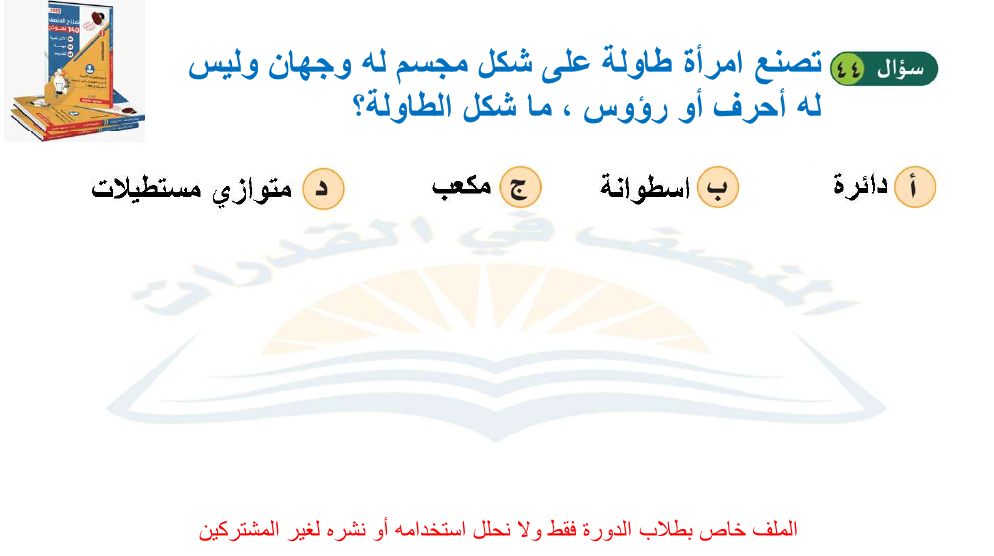 سؤال ٤٤ تصنع امرأة طاولة على شكل مجسم له وجهان وليس
له أحرف أو رؤوس ، ما شكل الطاولة؟
أ دائرة ب اسطوانة ج مكعب د متوازي مستطيلات
المنصف في القدرات
الملف خاص بطلاب الدورة فقط ولا نحلل استخدامه أو نشره لغير المشتركين